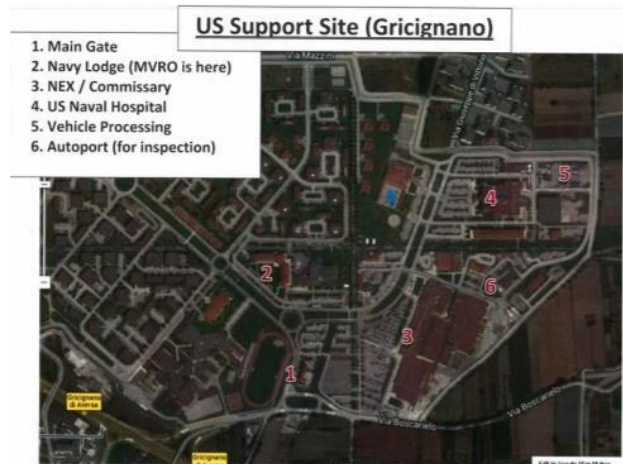 US Support Site (Gricignano)
1. Main Gate
2. Navy Lodge (MVRO is here)
3. NEX / Commissary
4. US Naval Hospital
5. Vehicle Processing
6. Autoport (for inspection)
Via Mazzini
5
4
2
6
3
1
Gricignano
di Aversa
Via Boscariello
Via Boscariello